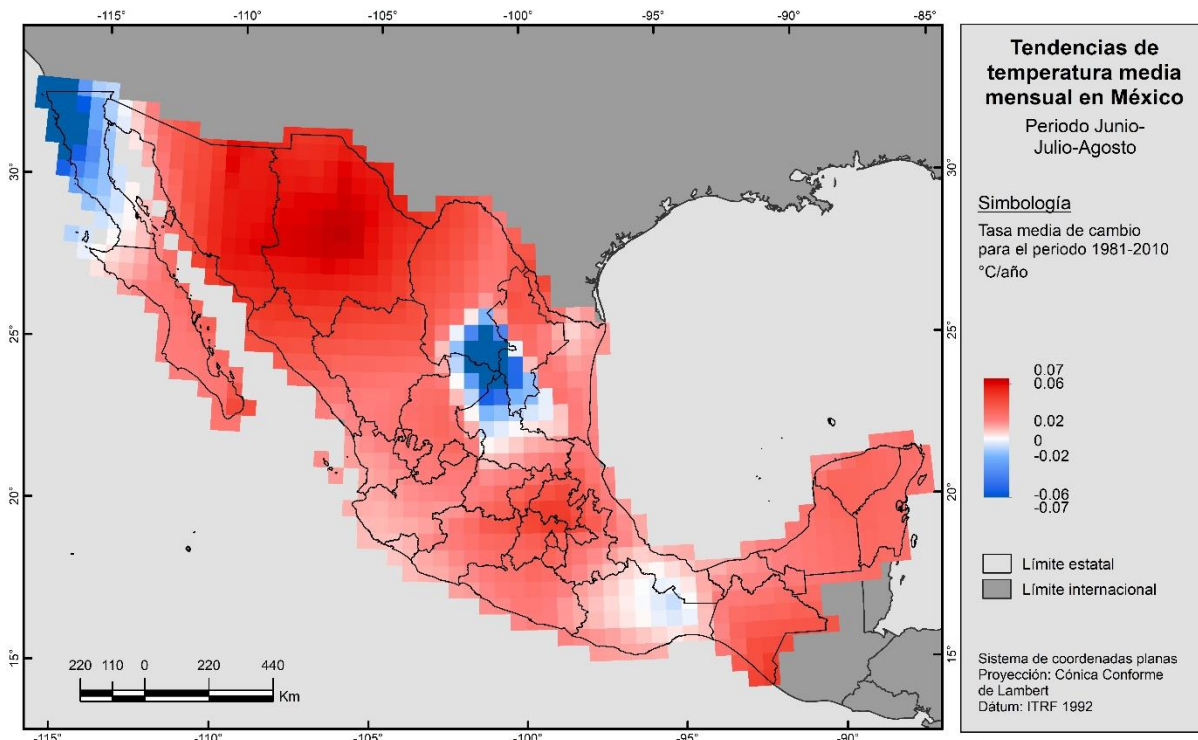 -115° -110° -105° -100° -95° -90° -85°
30° 30°
25° 25°
20° 20°
15° 15°
220 110 0 220 440
Km
-115° -110° -105° -100° -95° -90°
Tendencias de
temperatura media
mensual en México
Periodo Junio-
Julio-Agosto
Simbología
Tasa media de cambio
para el periodo 1981-2010
°C/año
0.07
0.06
0.02
0
-0.02
-0.06
-0.07
Límite estatal
Límite internacional
Sistema de coordenadas planas
Proyección: Cónica Conforme
de Lambert
Dátum: ITRF 1992